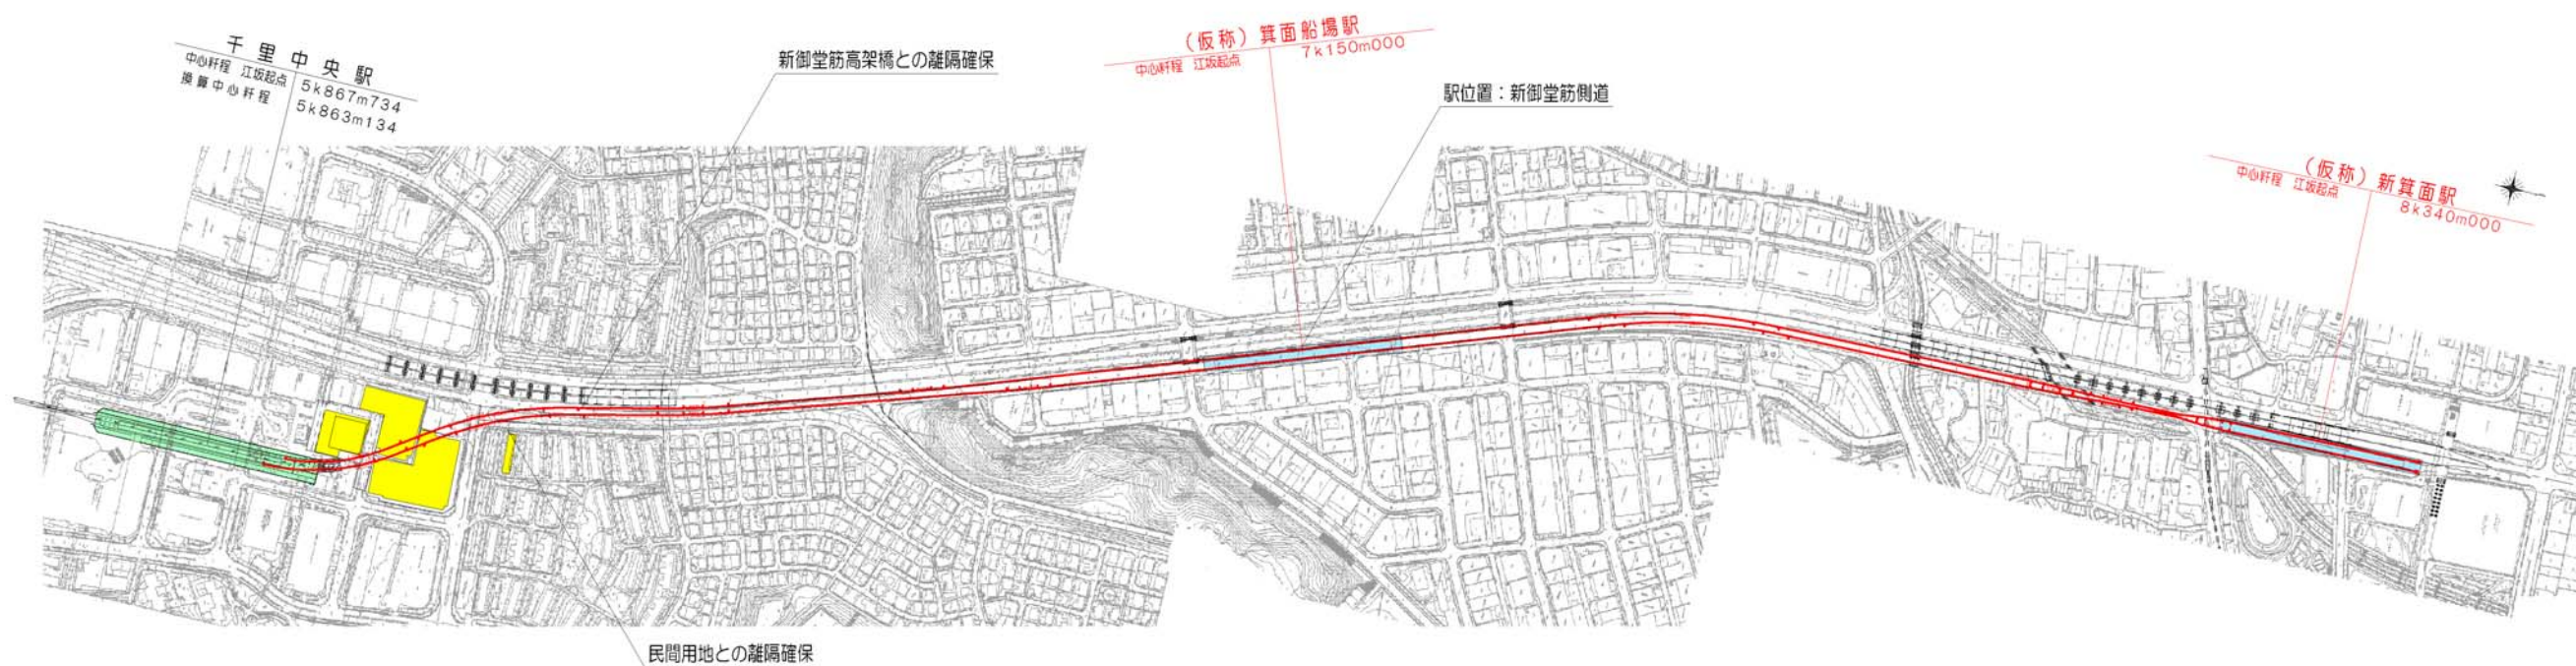 千里中央駅
中心粁程 江坂起点 5k867m734
換算中心粁程 5k863m134
新御堂筋高架橋との離隔確保
(仮称)箕面船場駅
中心粁程 江坂起点 7k150m000
駅位置:新御堂筋側道
(仮称)新箕面駅
中心粁程 江坂起点 8k340m000
民間用地との離隔確保